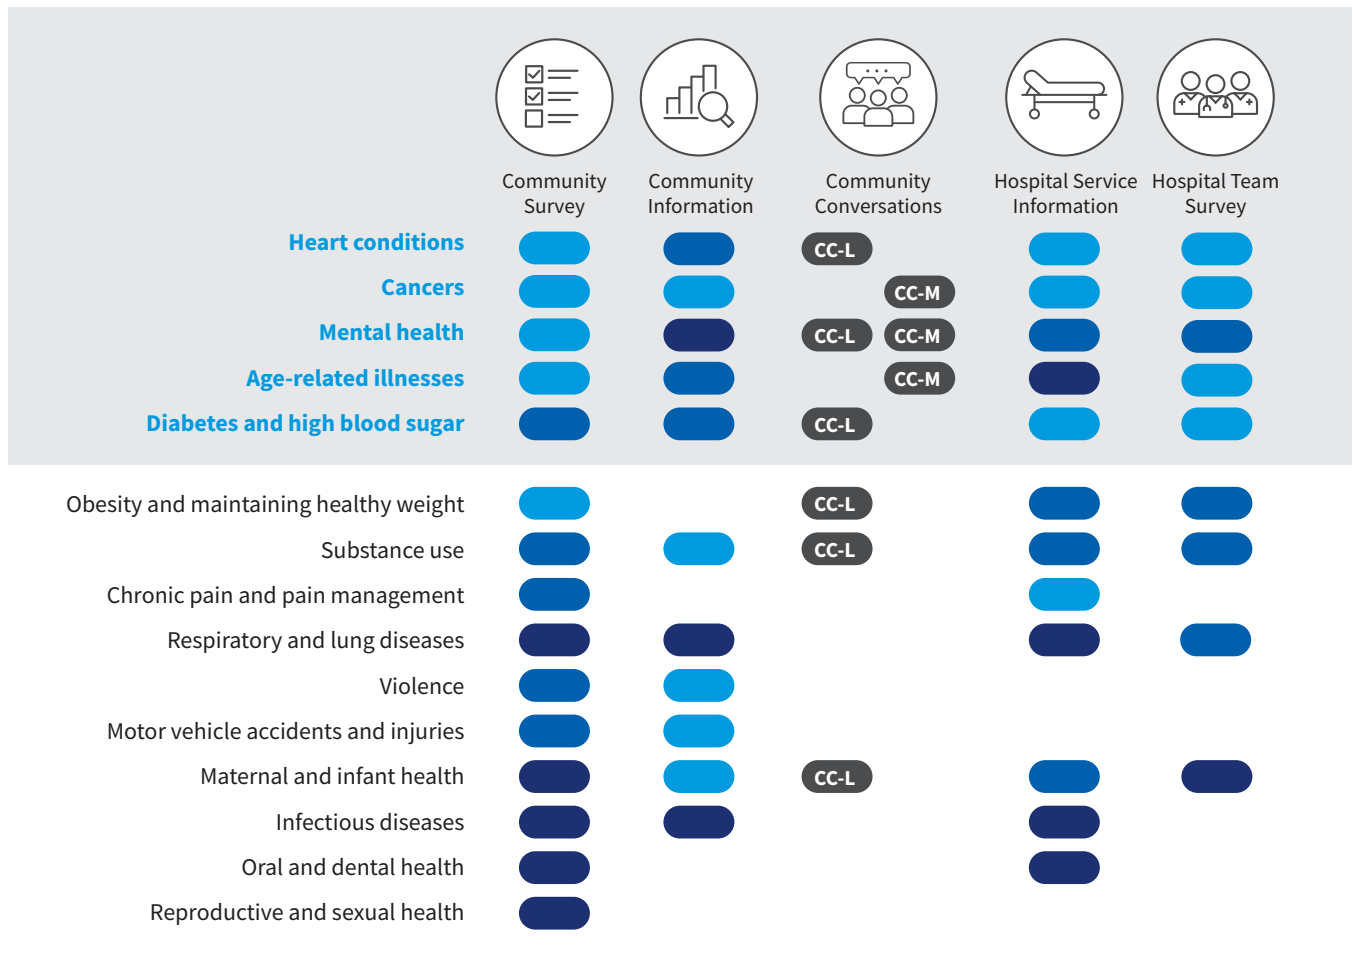 Community Survey
Community Information
Community Conversations
Hospital Service Information
Hospital Team Survey
Heart conditions
CC-L
Cancers
CC-M
Mental health
CC-L CC-M
Age-related illnesses
CC-M
Diabetes and high blood sugar
CC-L
Obesity and maintaining healthy weight
CC-L
Substance use
CC-L
Chronic pain and pain management
Respiratory and lung diseases
Violence
Motor vehicle accidents and injuries
Maternal and infant health
CC-L
Infectious diseases
Oral and dental health
Reproductive and sexual health